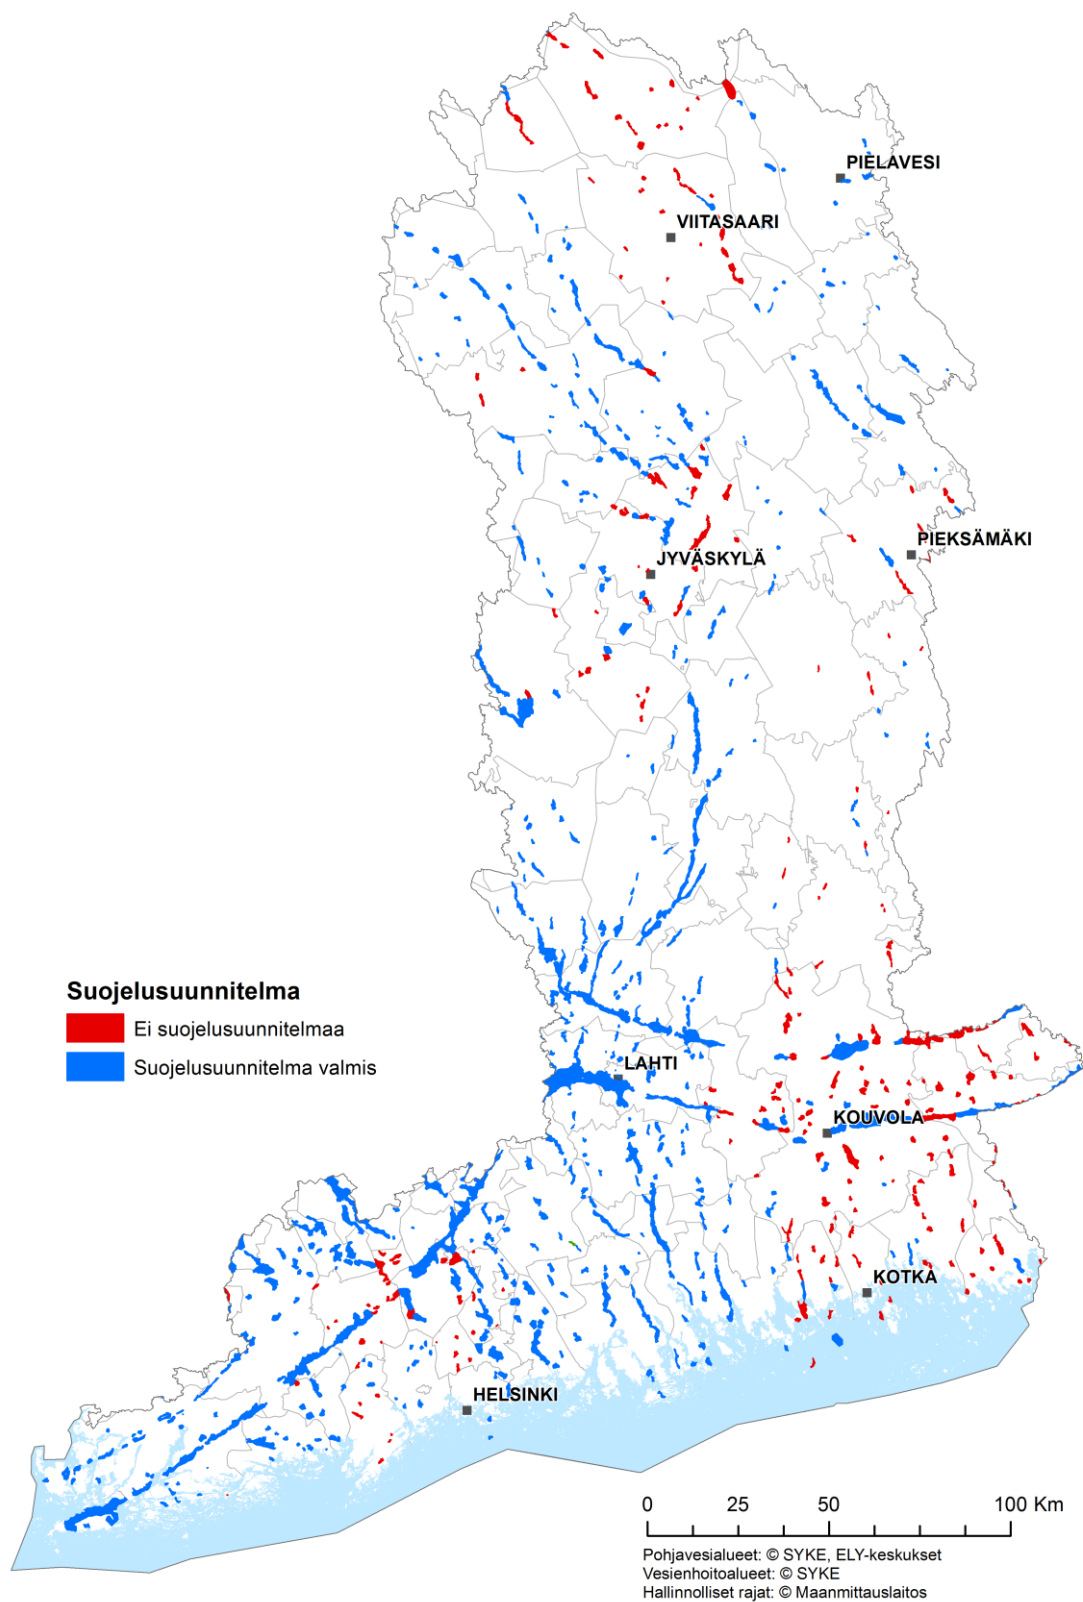 PIELAVESI
VIITASAARI
PIEKSÄMÄKI
JYVÄSKYLÄ
Suojelusuunnitelma
Ei suojelusuunnitelmaa
Suojelusuunnitelma valmis
LAHTI
KOUVOLA
KOTKA
HELSINKI
0 25 50 100 Km
Pohjavesialueet: © SYKE, ELY-keskukset
Vesienhoitoalueet: © SYKE
Hallinnolliset rajat: © Maanmittauslaitos